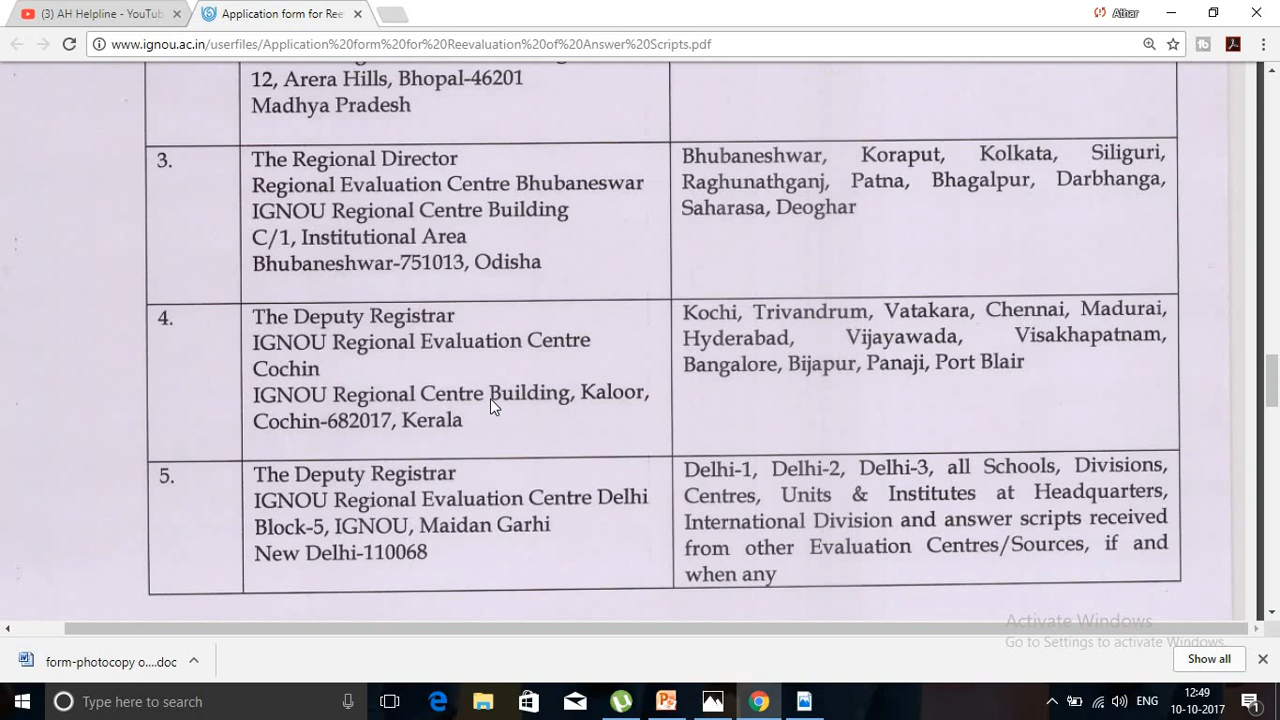 (3) AH Helpline - YouTub
Application form for Ree
Athar
www.ignou.ac.in/userfiles/Application%20form%20for%20Reevaluation%20of%20Answer%20Scripts.pdf
12, Arera Hills, Bhopal-46201
Madhya Pradesh
3.
The Regional Director
Regional Evaluation Centre Bhubaneswar
IGNOU Regional Centre Building
C/1, Institutional Area
Bhubaneshwar-751013, Odisha
Bhubaneshwar, Koraput, Kolkata, Siliguri,
Raghunathganj, Patna, Bhagalpur, Darbhanga,
Saharasa, Deoghar
4.
The Deputy Registrar
IGNOU Regional Evaluation Centre
Cochin
IGNOU Regional Centre Building, Kaloor,
Cochin-682017, Kerala
Kochi, Trivandrum, Vatakara, Chennai, Madurai,
Hyderabad, Vijayawada, Visakhapatnam,
Bangalore, Bijapur, Panaji, Port Blair
5.
The Deputy Registrar
IGNOU Regional Evaluation Centre Delhi
Block-5, IGNOU, Maidan Garhi
New Delhi-110068
Delhi-1, Delhi-2, Delhi-3, all Schools, Divisions,
Centres, Units & Institutes at Headquarters,
International Division and answer scripts received
from other Evaluation Centres/Sources, if and
when any
Activate Windows
Go to Settings to activate Windows.
form-photocopy o....doc
Show all
Type here to search
ENG
12:49
10-10-2017